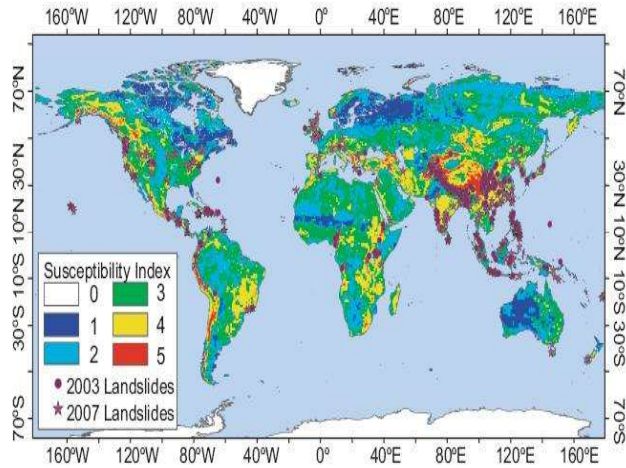 160°W 120°W 80°W 40°W 0° 40°E 80°E 120°E 160°E
70°N 70°N
30°N 30°N
10°N 10°N
10°S 10°S
30°S 30°S
70°S 70°S
Susceptibility Index
0 3
1 4
2 5
2003 Landslides
2007 Landslides
160°W 120°W 80°W 40°W 0° 40°E 80°E 120°E 160°E